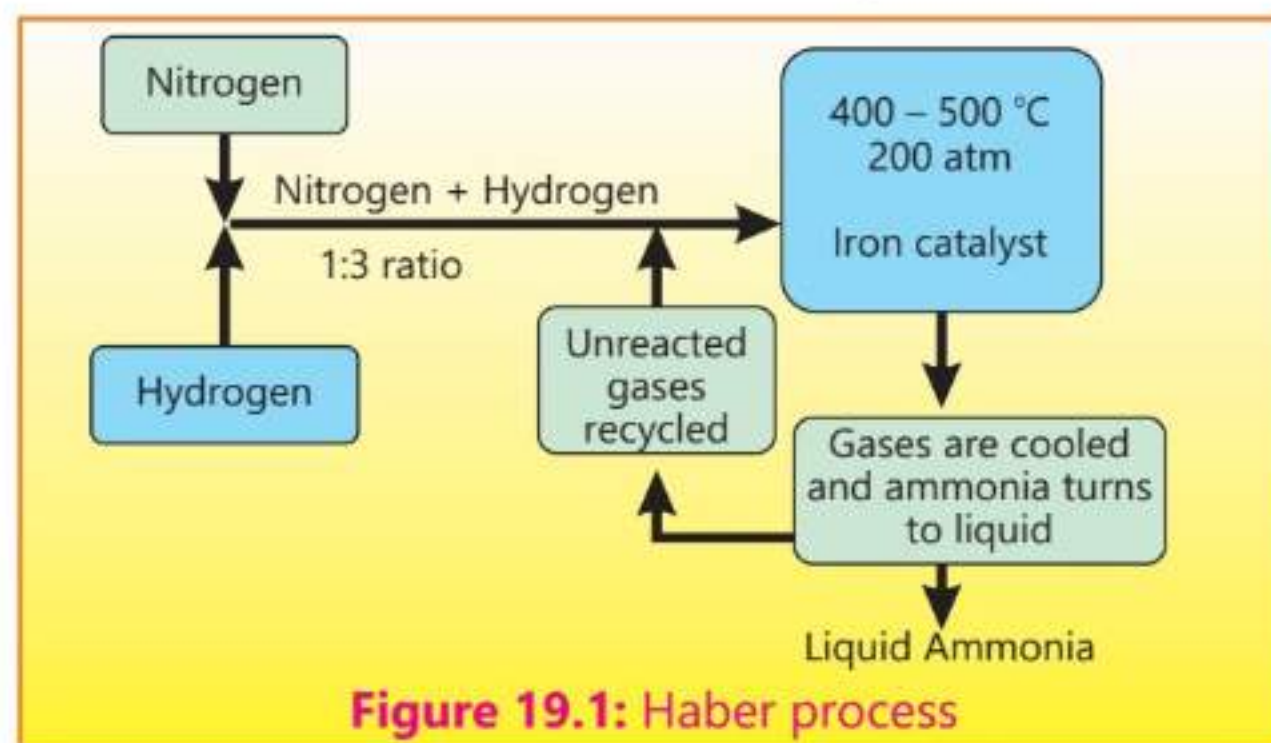 Nitrogen
Nitrogen + Hydrogen
1:3 ratio
Hydrogen
400 – 500 °C
200 atm
Iron catalyst
Unreacted
gases
recycled
Gases are cooled
and ammonia turns
to liquid
Liquid Ammonia
Figure 19.1: Haber process